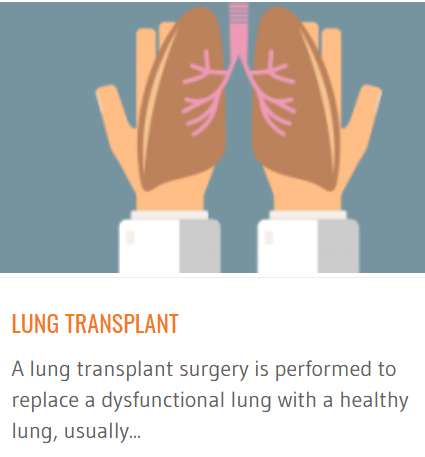 LUNG TRANSPLANT
A lung transplant surgery is performed to
replace a dysfunctional lung with a healthy
lung, usually...